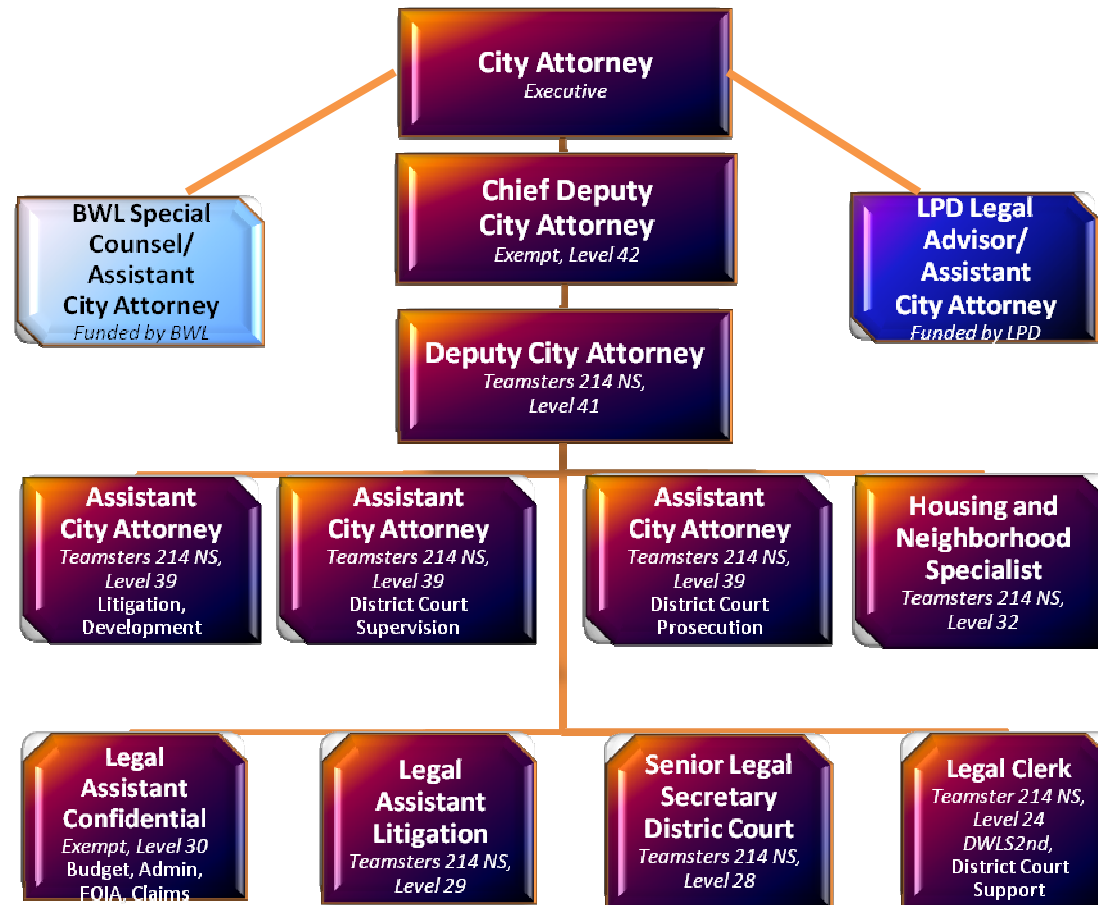 City Attorney
Executive
Chief Deputy
City Attorney
Exempt, Level 42
BWL Special
Counsel/
Assistant
City Attorney
Funded by BWL
LPD Legal
Advisor/
Assistant
City Attorney
Funded by LPD
Deputy City Attorney
Teamsters 214 NS,
Level 41
Assistant
City Attorney
Teamsters 214 NS,
Level 39
Litigation,
Development
Assistant
City Attorney
Teamsters 214 NS,
Level 39
District Court
Supervision
Assistant
City Attorney
Teamsters 214 NS,
Level 39
District Court
Prosecution
Housing and
Neighborhood
Specialist
Teamsters 214 NS,
Level 32
Legal
Assistant
Confidential
Exempt, Level 30
Budget, Admin,
FOIA, Claims
Legal
Assistant
Litigation
Teamsters 214 NS,
Level 29
Senior Legal
Secretary
Distric Court
Teamsters 214 NS,
Level 28
Legal Clerk
Teamster 214 NS,
Level 24
DWLS2nd,
District Court
Support